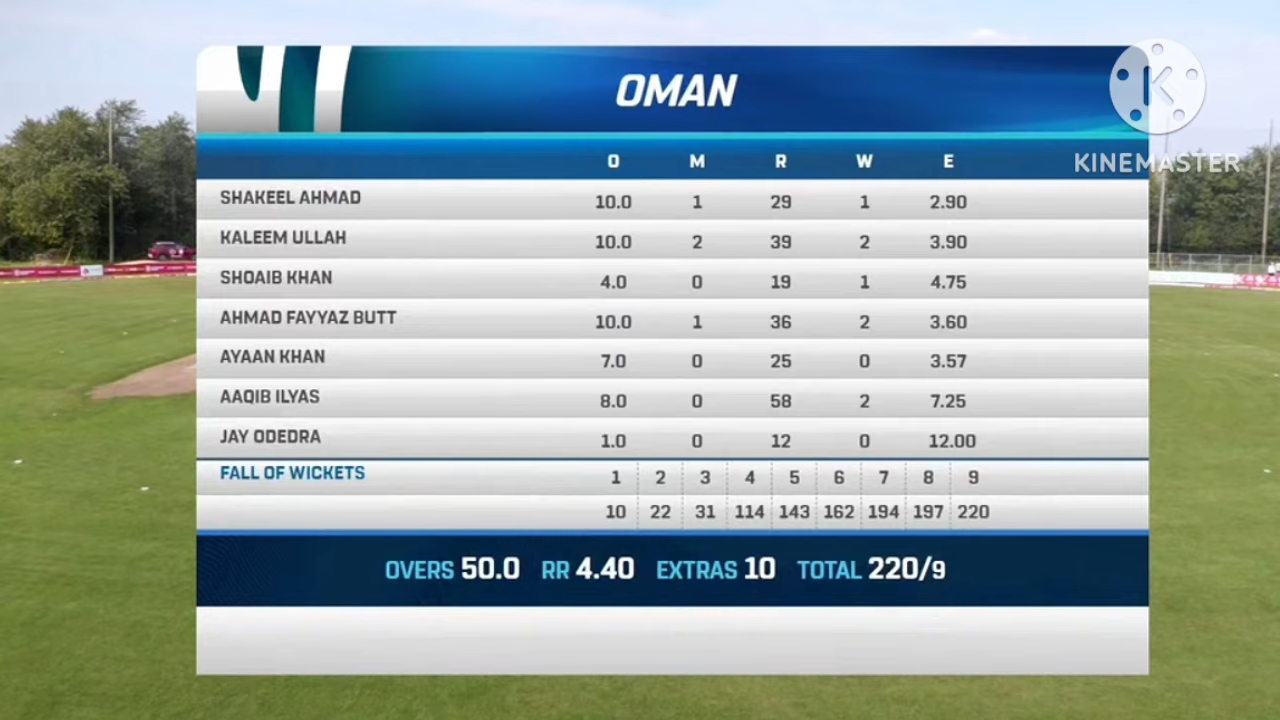 OMAN
K
KINEMASTER
O M R W E
SHAKEEL AHMAD 10.0 1 29 1 2.90
KALEEM ULLAH 10.0 2 39 2 3.90
SHOAIB KHAN 4.0 0 19 1 4.75
AHMAD FAYYAZ BUTT 10.0 1 36 2 3.60
AYAAN KHAN 7.0 0 25 0 3.57
AAQIB ILYAS 8.0 0 58 2 7.25
JAY ODEDRA 1.0 0 12 0 12.00
FALL OF WICKETS 1 2 3 4 5 6 7 8 9
10 22 31 114 143 162 194 197 220
OVERS 50.0 RR 4.40 EXTRAS 10 TOTAL 220/9